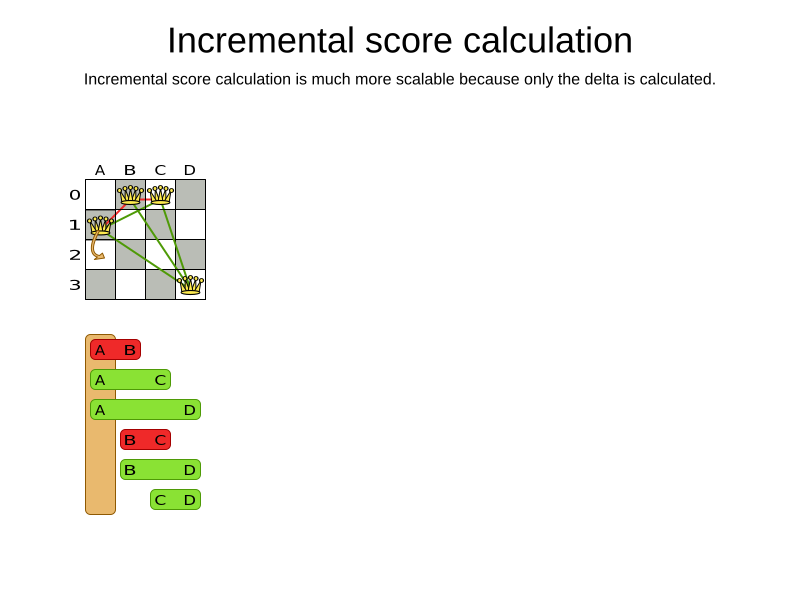 Incremental score calculation
Incremental score calculation is much more scalable because only the delta is calculated.
A B C D
0
1
2
3
A B
A C
A D
B C
B D
C D